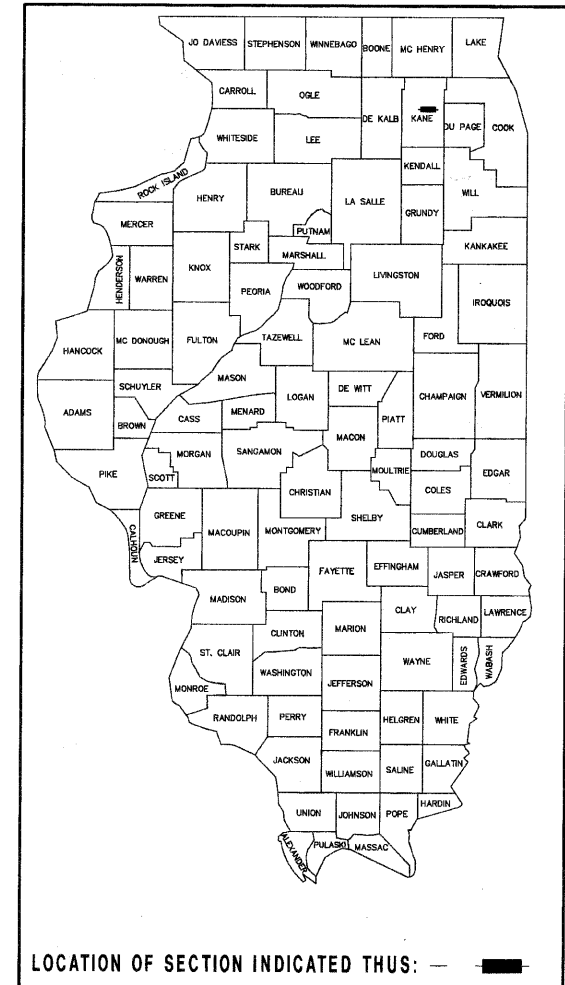 JO DAVIESS STEPHENSON WINNEBAGO BOONE MC HENRY LAKE
CARROLL OGLE
DE KALB KANE DU PAGE COOK
WHITESIDE LEE
KENDALL
ROCK ISLAND HENRY BUREAU LA SALLE WILL
GRUNDY
MERCER PUTNAM
STARK KANKAKEE
HENDERSON WARREN KNOX MARSHALL LIVINGSTON
PEORIA WOODFORD IROQUOIS
HANCOCK MC DONOUGH FULTON TAZEWELL MC LEAN FORD
MASON
SCHUYLER DE WITT
ADAMS LOGAN CHAMPAIGN VERMILION
BROWN CASS MENARD PIATT
MACON
MORGAN SANGAMON DOUGLAS
PIKE SCOTT MOULTRIE EDGAR
CHRISTIAN COLES
GREENE MACOUPIN SHELBY
CALHOUN MONTGOMERY CUMBERLAND CLARK
JERSEY
FAYETTE EFFINGHAM JASPER CRAWFORD
MADISON BOND
CLAY
RICHLAND LAWRENCE
CLINTON MARION
ST. CLAIR WAYNE EDWARDS WABASH
WASHINGTON
MONROE JEFFERSON
RANDOLPH PERRY HELGREN WHITE
FRANKLIN
JACKSON
WILLIAMSON SALINE GALLATIN
HARDIN
UNION JOHNSON POPE
ALEXANDER PULASKI MASSAC
LOCATION OF SECTION INDICATED THUS: —